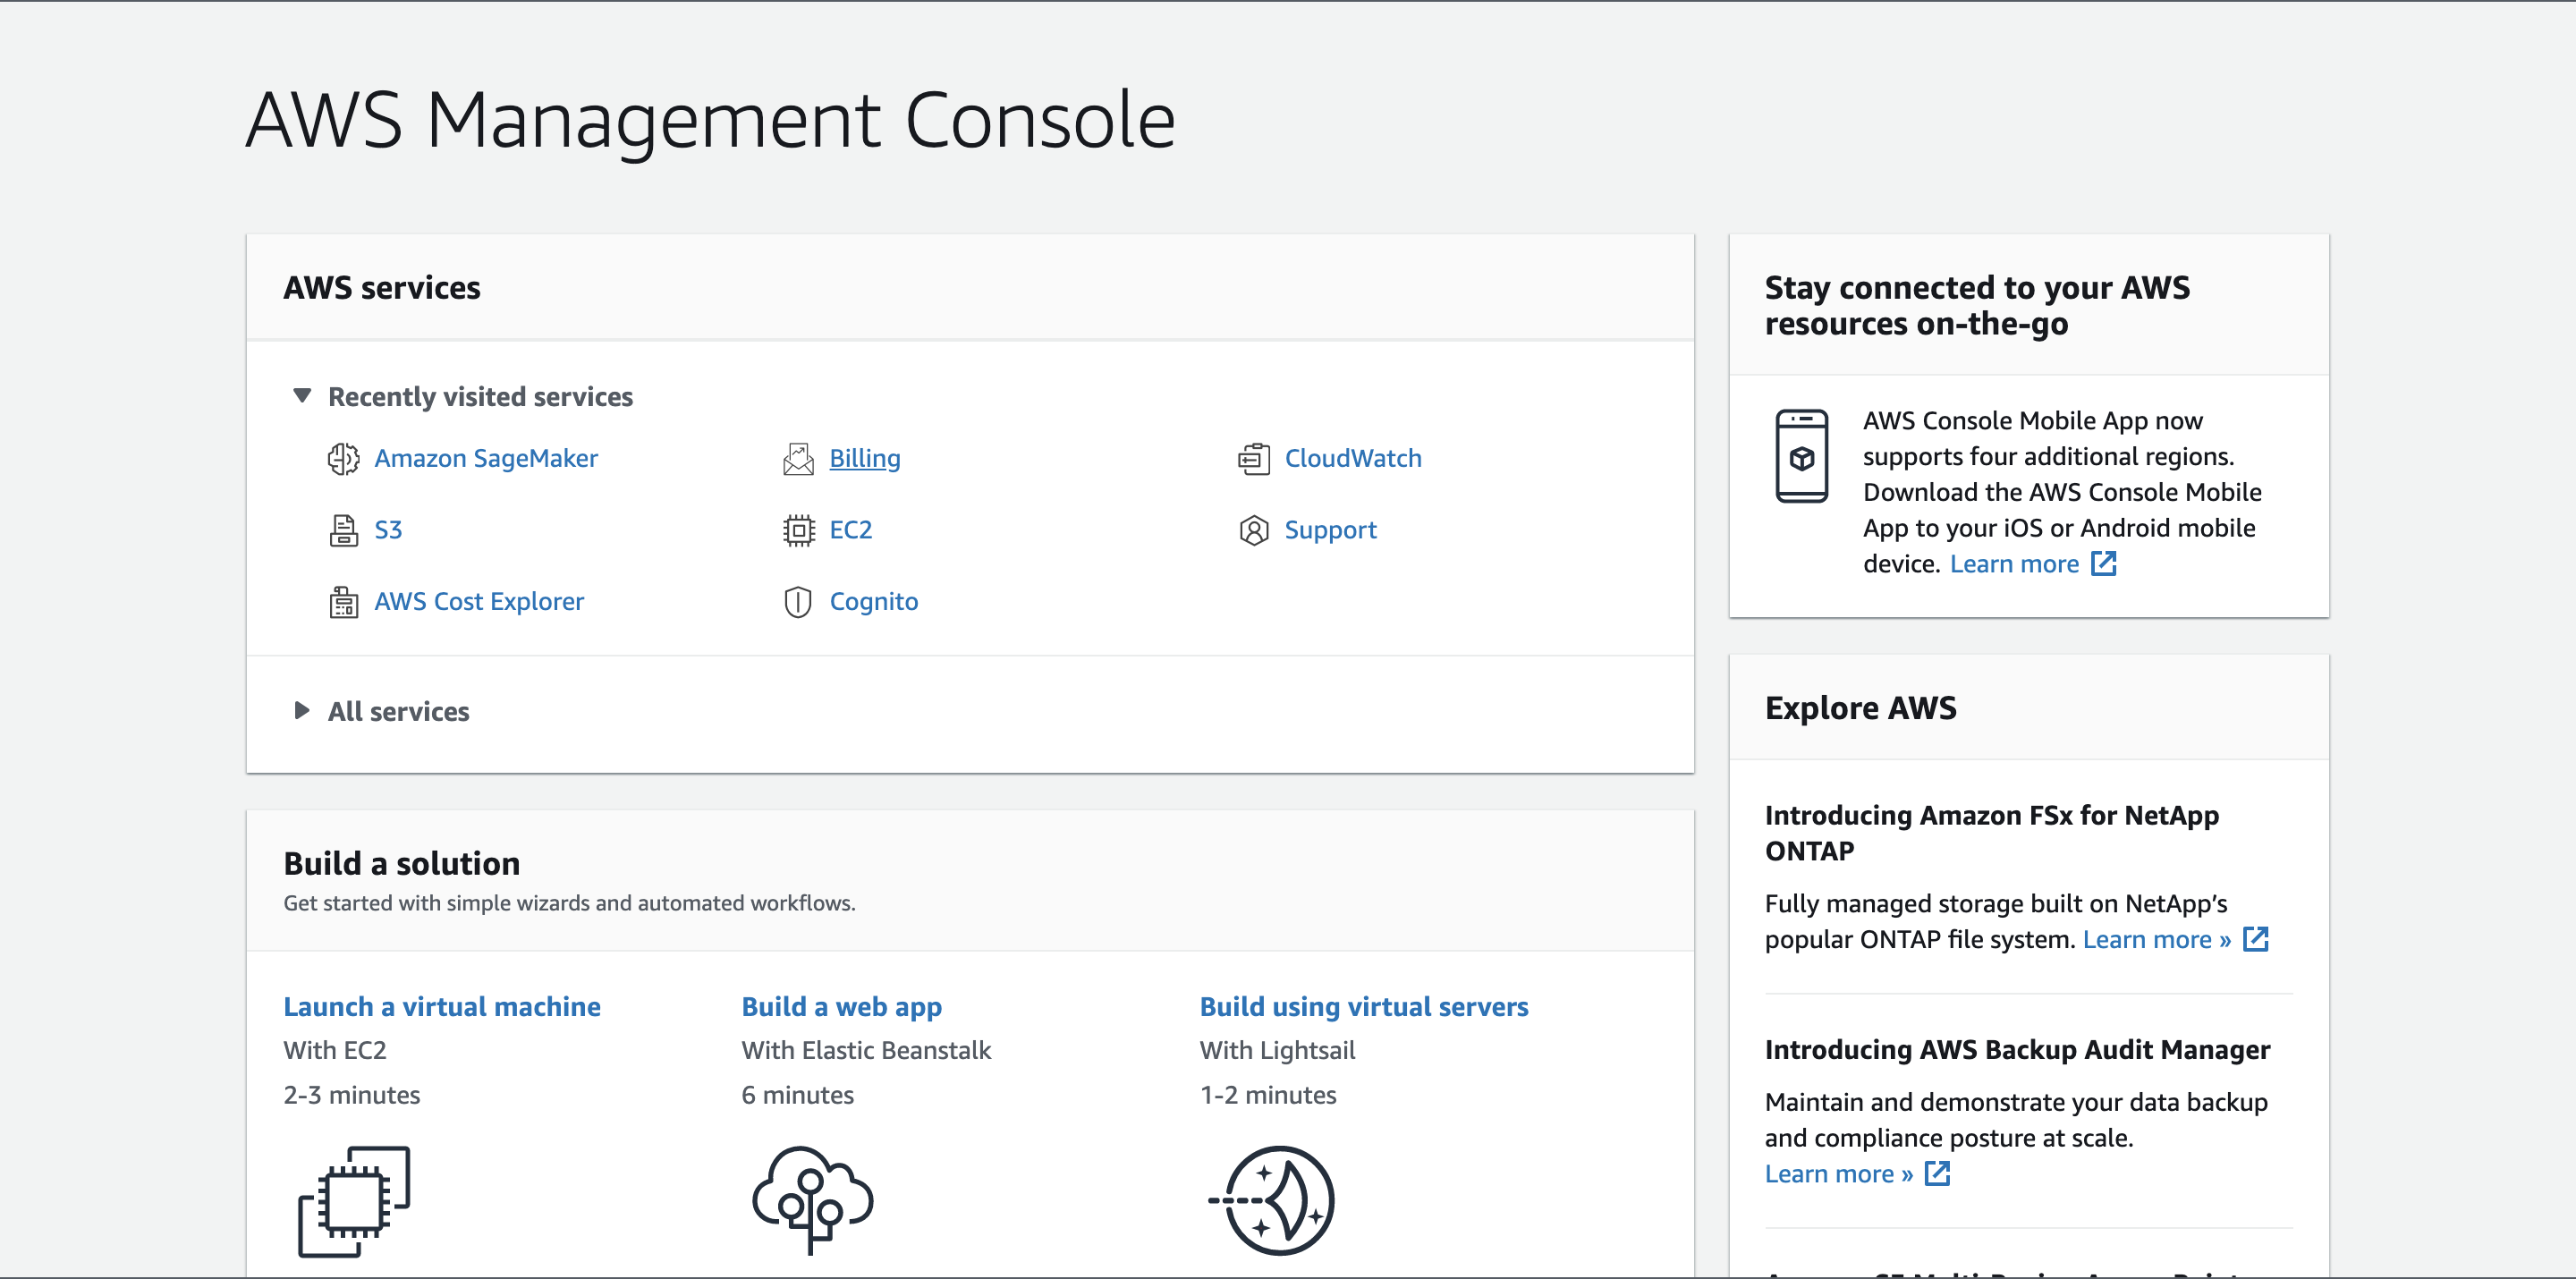 AWS Management Console
AWS services
Recently visited services
Amazon SageMaker
Billing
CloudWatch
S3
EC2
Support
AWS Cost Explorer
Cognito
All services
Build a solution
Get started with simple wizards and automated workflows.
Launch a virtual machine
With EC2
2-3 minutes
Build a web app
With Elastic Beanstalk
6 minutes
Build using virtual servers
With Lightsail
1-2 minutes
Stay connected to your AWS
resources on-the-go
AWS Console Mobile App now
supports four additional regions.
Download the AWS Console Mobile
App to your iOS or Android mobile
device. Learn more
Explore AWS
Introducing Amazon FSx for NetApp
ONTAP
Fully managed storage built on NetApp’s
popular ONTAP file system. Learn more »
Introducing AWS Backup Audit Manager
Maintain and demonstrate your data backup
and compliance posture at scale.
Learn more »